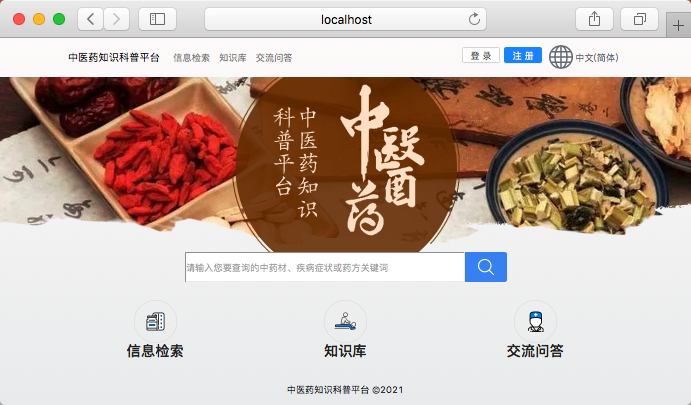 localhost
中医药知识科普平台 信息检索 知识库 交流问答 登 录 注 册 中文(简体)
中醫药
中医药知识
科普平台
请输入您要查询的中药材、疾病症状或药方关键词
信息检索 知识库 交流问答
中医药知识科普平台 ©2021